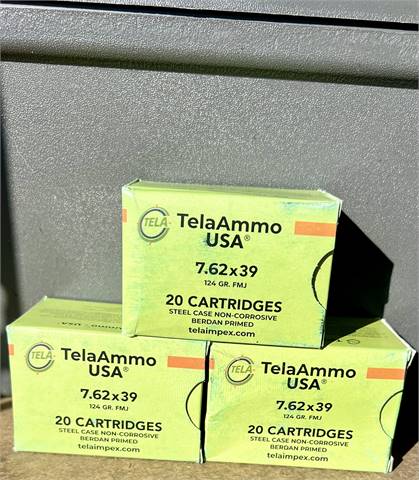 TELA
TelaAmmo
USA®
7.62x39
124 GR. FMJ
20 CARTRIDGES
STEEL CASE NON-CORROSIVE
BERDAN PRIMED
telaimpex.com
TELA
TelaAmmo
USA®
7.62x39
124 GR. FMJ
20 CARTRIDGES
STEEL CASE NON-CORROSIVE
BERDAN PRIMED
telaimpex.com
TELA
TelaAmmo
USA®
7.62x39
124 GR. FMJ
20 CARTRIDGES
STEEL CASE NON-CORROSIVE
BERDAN PRIMED
telaimpex.com